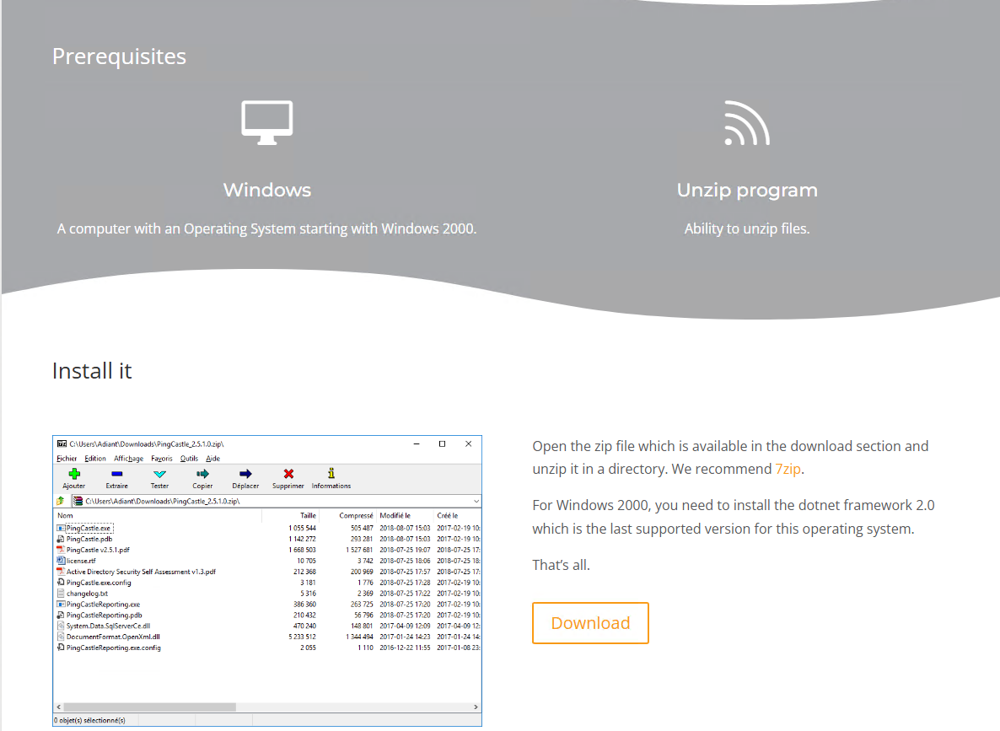 Prerequisites
Windows
A computer with an Operating System starting with Windows 2000.
Unzip program
Ability to unzip files.
Install it
C:\Users\Adiant\Downloads\PingCastle_2.5.1.0.zip\
Fichier Edition Affichage Favoris Outils Aide
Ajouter Extraire Tester Copier Déplacer Supprimer Informations
C:\Users\Adiant\Downloads\PingCastle_2.5.1.0.zip\
Nom Taille Compressé Modifié le Créé le
PingCastle.exe 1 055 544 505 487 2018-08-07 15:03 2017-02-19 10:
PingCastle.pdb 1 142 272 293 281 2018-08-07 15:03 2017-02-19 10:
PingCastle v2.5.1.pdf 1 668 503 1 527 681 2018-07-25 19:07 2018-07-25 17:
license.rtf 10 705 3 742 2018-07-25 18:06 2018-07-25 18:
Active Directory Security Self Assessment v1.3.pdf 212 368 200 969 2018-07-25 17:57 2018-07-25 17:
PingCastle.exe.config 3 181 1 776 2018-07-25 17:28 2017-02-19 10:
changelog.txt 5 316 2 369 2018-07-25 17:22 2017-02-19 10:
PingCastleReporting.exe 386 360 263 725 2018-07-25 17:20 2017-02-19 10:
PingCastleReporting.pdb 210 432 56 796 2018-07-25 17:20 2017-02-19 10:
System.Data.SqlServerCe.dll 470 240 148 801 2017-04-09 12:09 2017-04-09 12:
DocumentFormat.OpenXml.dll 5 233 512 1 344 494 2017-01-24 14:23 2017-01-24 14:
PingCastleReporting.exe.config 2 055 1 110 2016-12-22 11:55 2017-01-08 23:
0 objet(s) sélectionné(s)
Open the zip file which is available in the download section and
unzip it in a directory. We recommend 7zip.
For Windows 2000, you need to install the dotnet framework 2.0
which is the last supported version for this operating system.
That's all.
Download